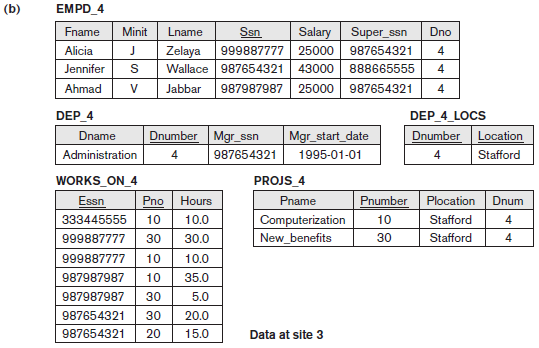 (b) EMPD_4
Fname Minit Lname Ssn Salary Super_ssn Dno
Alicia J Zelaya 999887777 25000 987654321 4
Jennifer S Wallace 987654321 43000 888665555 4
Ahmad V Jabbar 987987987 25000 987654321 4
DEP_4 DEP_4_LOCS
Dname Dnumber Mgr_ssn Mgr_start_date Dnumber Location
Administration 4 987654321 1995-01-01 4 Stafford
WORKS_ON_4 PROJS_4
Essn Pno Hours Pname Pnumber Plocation Dnum
333445555 10 10.0 Computerization 10 Stafford 4
999887777 30 30.0 New_benefits 30 Stafford 4
999887777 10 10.0
987987987 10 35.0
987987987 30 5.0
987654321 30 20.0
987654321 20 15.0 Data at site 3